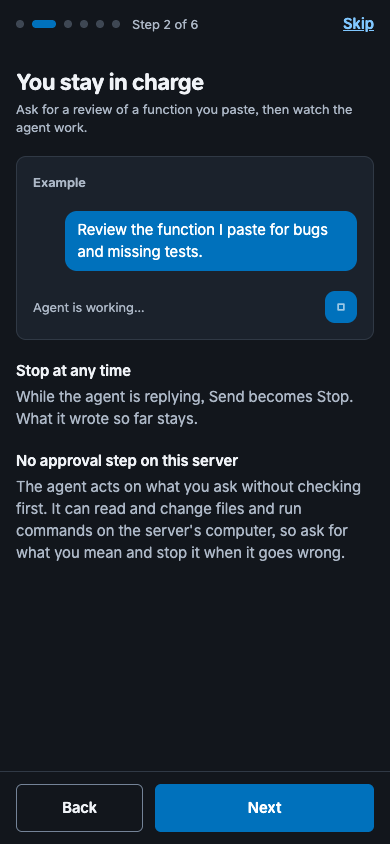 Step 2 of 6
Skip
You stay in charge
Ask for a review of a function you paste, then watch the
agent work.
Example
Review the function I paste for bugs
and missing tests.
Agent is working...
Stop at any time
While the agent is replying, Send becomes Stop.
What it wrote so far stays.
No approval step on this server
The agent acts on what you ask without checking
first. It can read and change files and run
commands on the server's computer, so ask for
what you mean and stop it when it goes wrong.
Back
Next